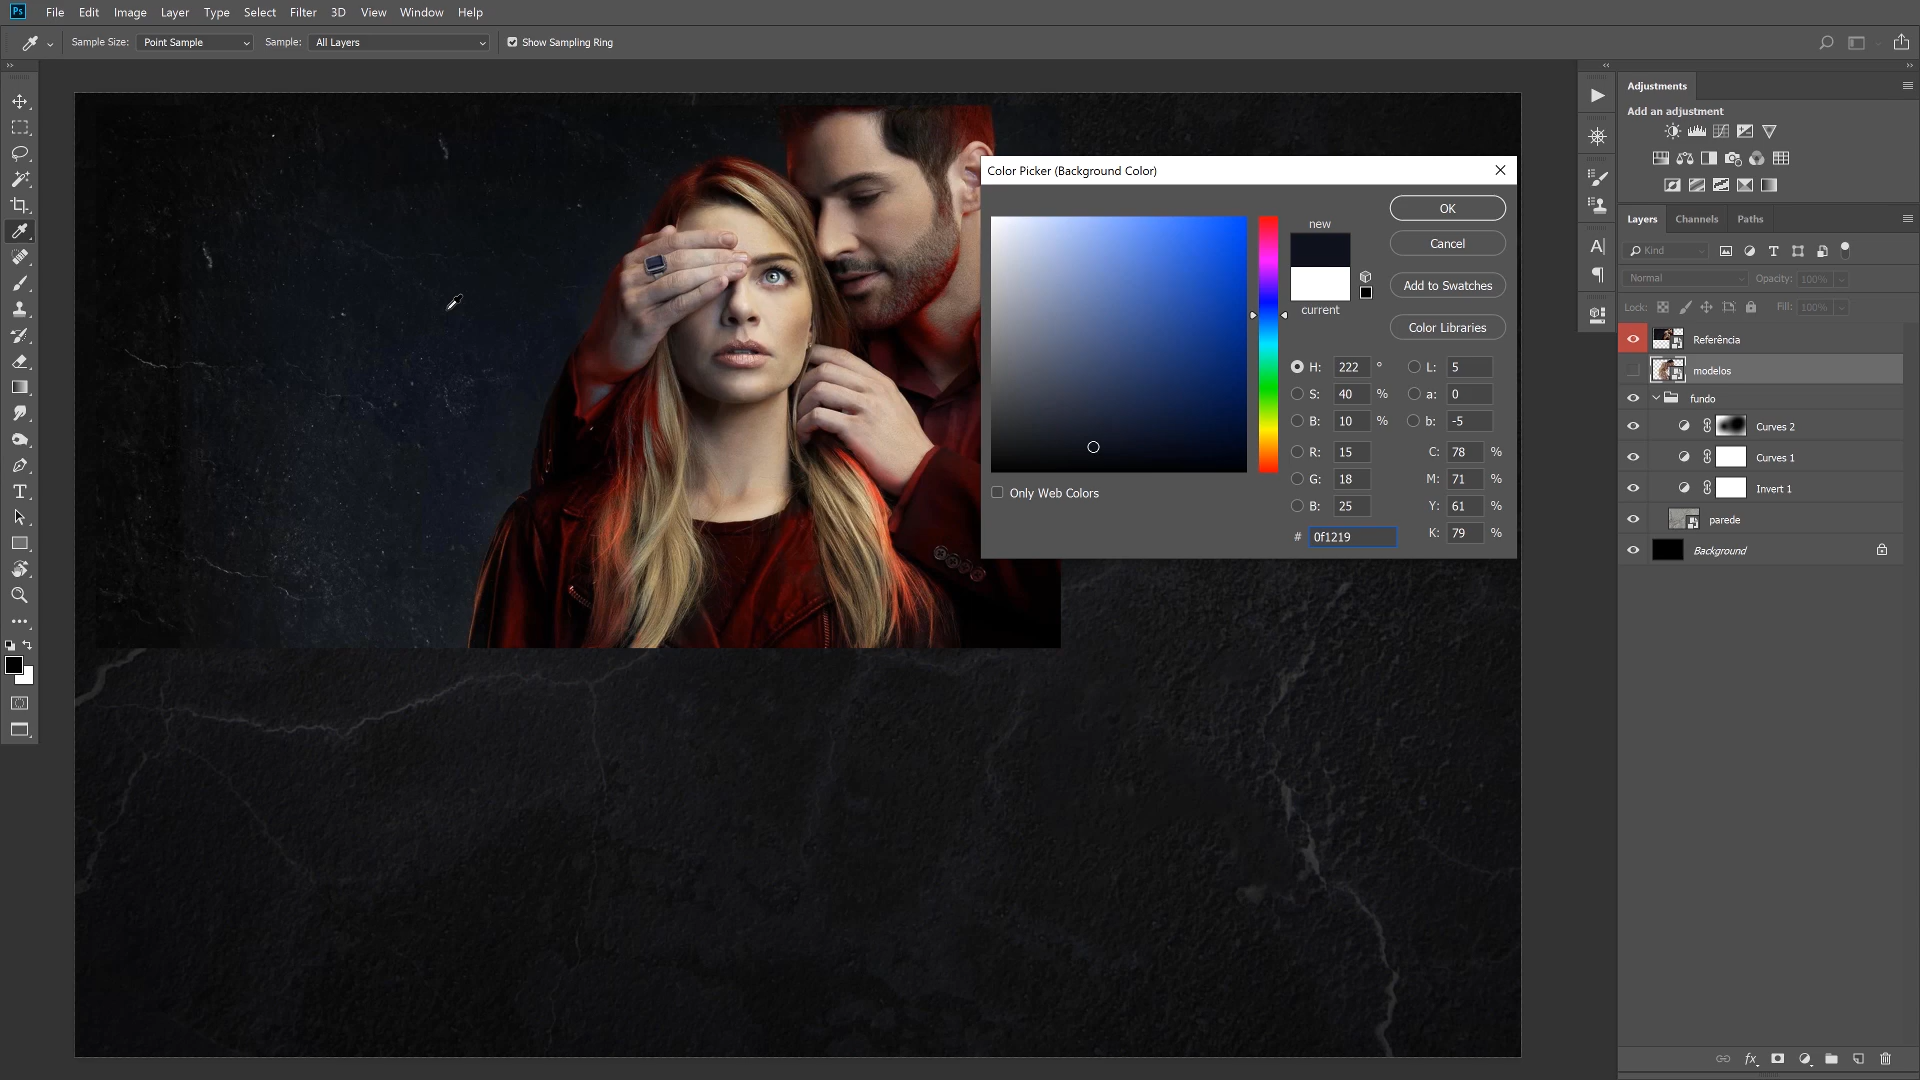 Ps File Edit Image Layer Type Select Filter 3D View Window Help
Sample Size: Point Sample Sample: All Layers Show Sampling Ring
Adjustments
Add an adjustment
Layers Channels Paths
Kind
Normal Opacity: 100%
Lock: Fill: 100%
Referência
modelos
fundo
Curves 2
Curves 1
Invert 1
parede
Background
Color Picker (Background Color)
new
current
OK
Cancel
Add to Swatches
Color Libraries
H: 222 ° L: 5
S: 40 % a: 0
B: 10 % b: -5
R: 15 C: 78 %
G: 18 M: 71 %
B: 25 Y: 61 %
# 0f1219 K: 79 %
Only Web Colors